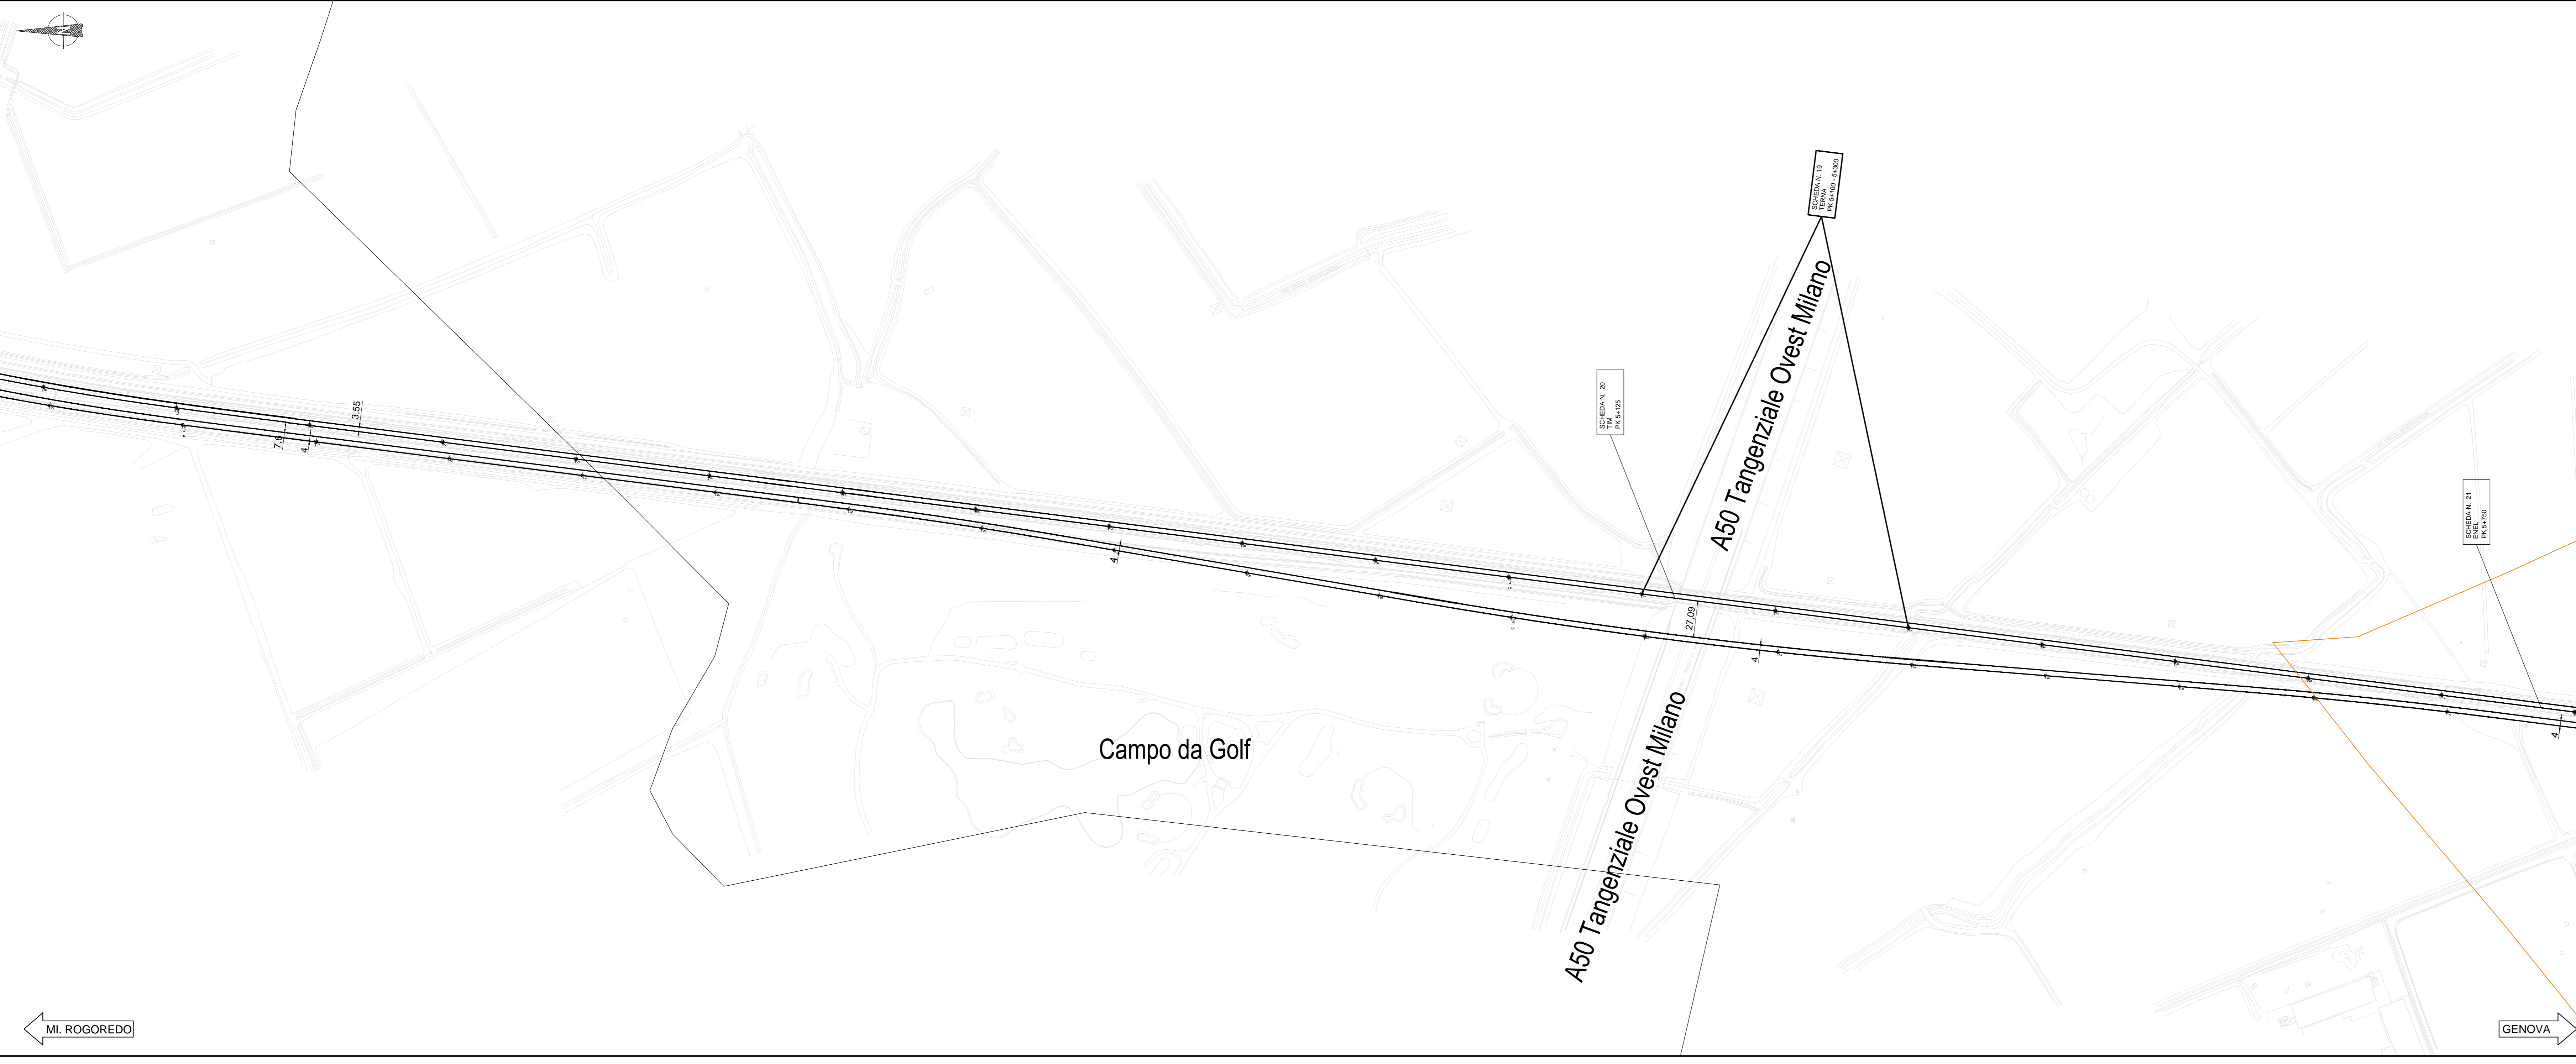 N
SCHEDA N. 19
TERNA
PK 5+100 - 5+300
A50 Tangenziale Ovest Milano
SCHEDA N. 20
TIM
PK 5+125
3,55
7,6
4
4
27,09
4
SCHEDA N. 21
ENEL
PK 5+750
4
Campo da Golf
A50 Tangenziale Ovest Milano
MI. ROGOREDO
GENOVA